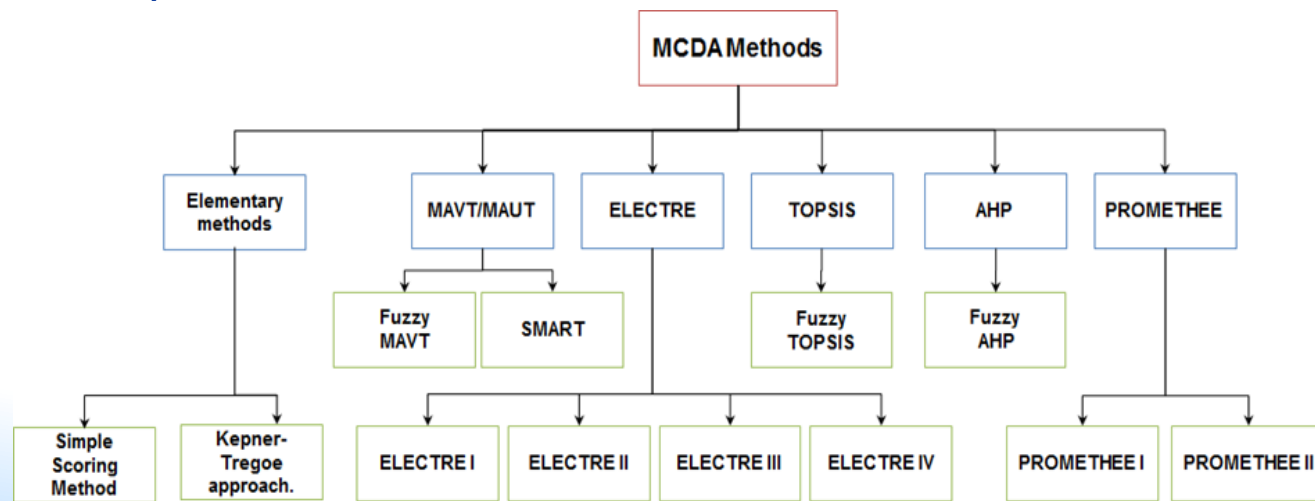 MCDA Methods
Elementary
methods
MAVT/MAUT
ELECTRE
TOPSIS
AHP
PROMETHEE
Fuzzy
MAVT
SMART
Fuzzy
TOPSIS
Fuzzy
AHP
Simple
Scoring
Method
Kepner-
Tregoe
approach.
ELECTRE I
ELECTRE II
ELECTRE III
ELECTRE IV
PROMETHEE I
PROMETHEE II